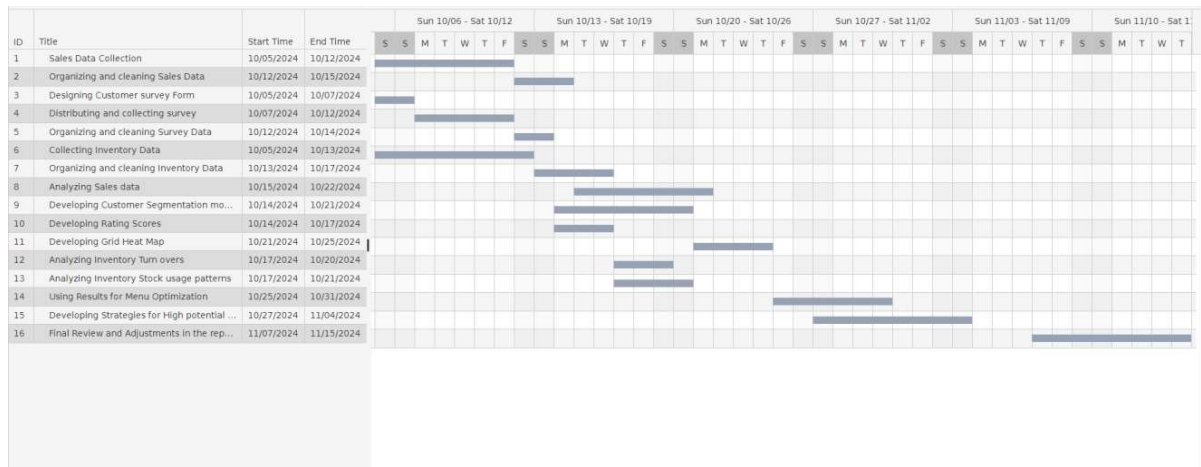 Sun 10/06 - Sat 10/12 Sun 10/13 - Sat 10/19 Sun 10/20 - Sat 10/26 Sun 10/27 - Sat 11/02 Sun 11/03 - Sat 11/09 Sun 11/10 - Sat 1
ID Title Start Time End Time S S M T W T F S S M T W T F S S M T W T F S S M T W T F S S M T W T F S S M T W T
1 Sales Data Collection 10/05/2024 10/12/2024
2 Organizing and cleaning Sales Data 10/12/2024 10/15/2024
3 Designing Customer survey Form 10/05/2024 10/07/2024
4 Distributing and collecting survey 10/07/2024 10/12/2024
5 Organizing and cleaning Survey Data 10/12/2024 10/14/2024
6 Collecting Inventory Data 10/05/2024 10/13/2024
7 Organizing and cleaning Inventory Data 10/13/2024 10/17/2024
8 Analyzing Sales data 10/15/2024 10/22/2024
9 Developing Customer Segmentation mo... 10/14/2024 10/21/2024
10 Developing Rating Scores 10/14/2024 10/17/2024
11 Developing Grid Heat Map 10/21/2024 10/25/2024
12 Analyzing Inventory Turn overs 10/17/2024 10/20/2024
13 Analyzing Inventory Stock usage patterns 10/17/2024 10/21/2024
14 Using Results for Menu Optimization 10/25/2024 10/31/2024
15 Developing Strategies for High potential ... 10/27/2024 11/04/2024
16 Final Review and Adjustments in the rep... 11/07/2024 11/15/2024